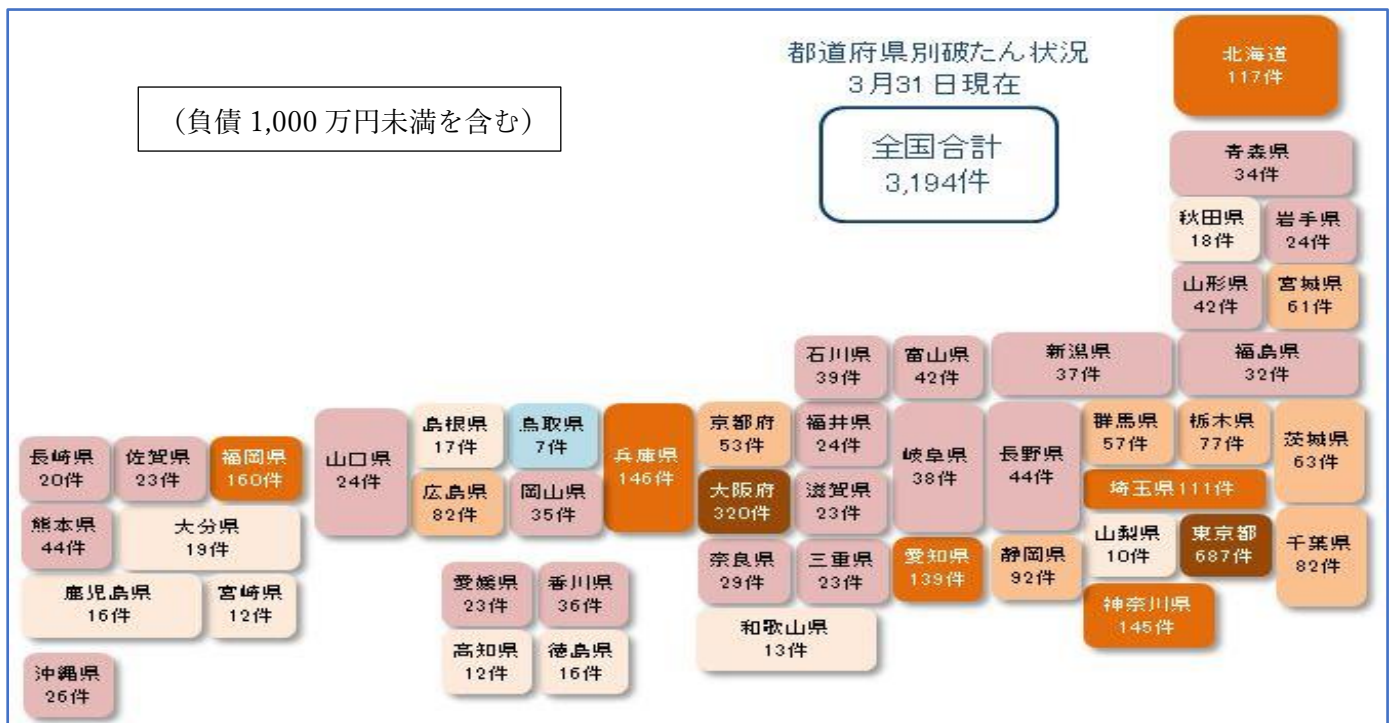 都道府県別破たん状況
3月31日現在
全国合計
3,194件
（負債 1,000 万円未満を含む）
北海道
117件
青森県
34件
秋田県
18件
岩手県
24件
山形県
42件
宮城県
61件
石川県
39件
富山県
42件
新潟県
37件
福島県
32件
長崎県
20件
佐賀県
23件
福岡県
160件
山口県
24件
島根県
17件
鳥取県
7件
兵庫県
146件
京都府
53件
福井県
24件
岐阜県
38件
長野県
44件
群馬県
57件
栃木県
77件
茨城県
63件
広島県
82件
岡山県
35件
大阪府
320件
滋賀県
23件
埼玉県111件
熊本県
44件
大分県
19件
奈良県
29件
三重県
23件
愛知県
139件
静岡県
92件
山梨県
10件
東京都
687件
千葉県
82件
鹿児島県
16件
宮崎県
12件
愛媛県
23件
香川県
36件
神奈川県
145件
和歌山県
13件
高知県
12件
徳島県
16件
沖縄県
26件